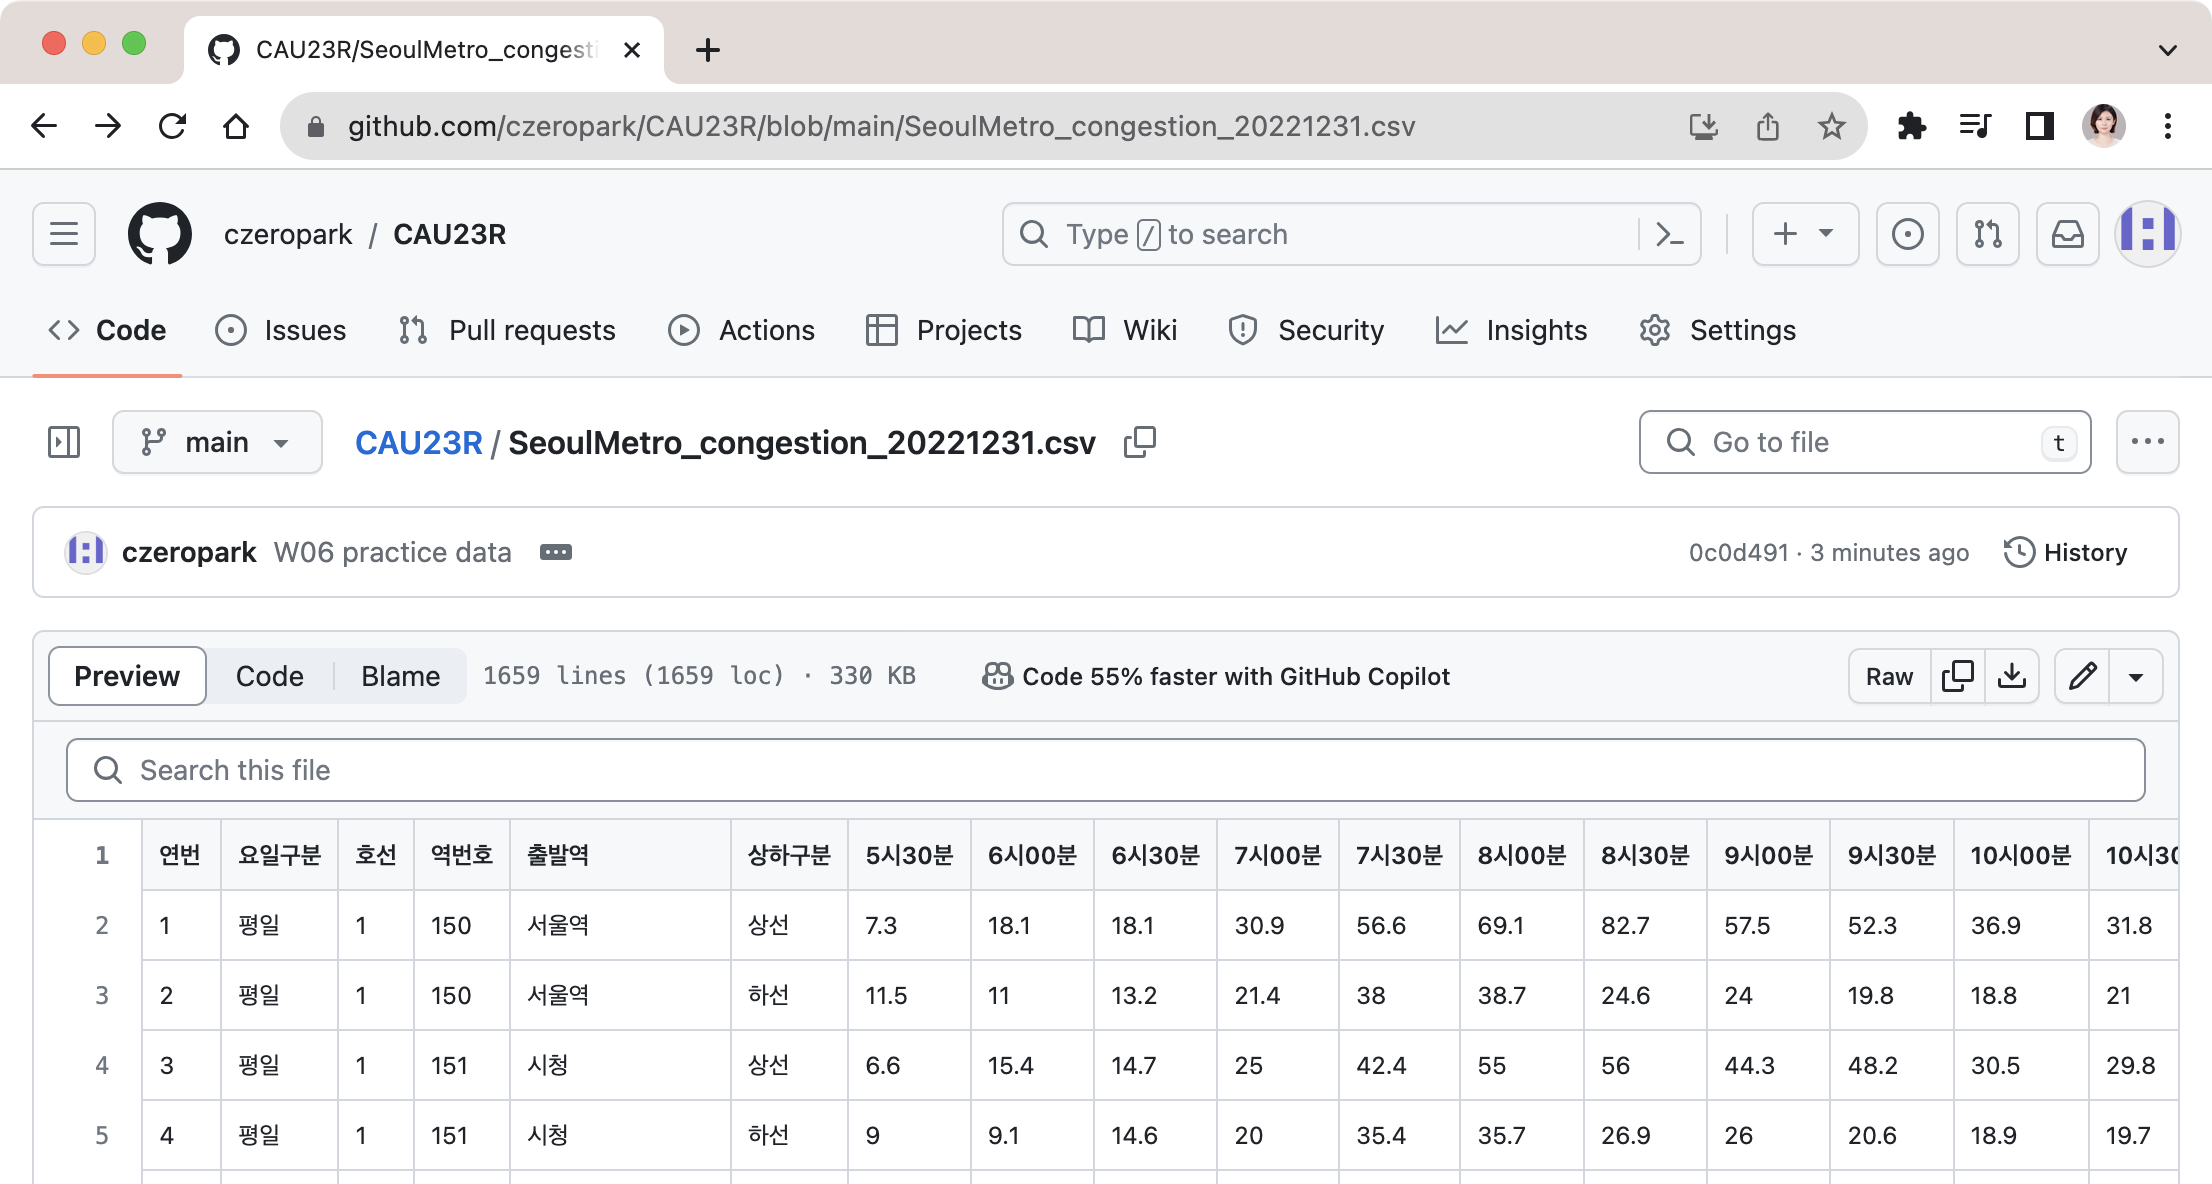 CAU23R/SeoulMetro_congesti
github.com/czeropark/CAU23R/blob/main/SeoulMetro_congestion_20221231.csv
czeropark / CAU23R
Type / to search
Code Issues Pull requests Actions Projects Wiki Security Insights Settings
main CAU23R / SeoulMetro_congestion_20221231.csv Go to file t
czeropark W06 practice data 0c0d491 · 3 minutes ago History
Preview Code Blame 1659 lines (1659 loc) · 330 KB Code 55% faster with GitHub Copilot Raw
Search this file
1 연번 요일구분 호선 역번호 출발역 상하구분 5시30분 6시00분 6시30분 7시00분 7시30분 8시00분 8시30분 9시00분 9시30분 10시00분 10시30
2 1 평일 1 150 서울역 상선 7.3 18.1 18.1 30.9 56.6 69.1 82.7 57.5 52.3 36.9 31.8
3 2 평일 1 150 서울역 하선 11.5 11 13.2 21.4 38 38.7 24.6 24 19.8 18.8 21
4 3 평일 1 151 시청 상선 6.6 15.4 14.7 25 42.4 55 56 44.3 48.2 30.5 29.8
5 4 평일 1 151 시청 하선 9 9.1 14.6 20 35.4 35.7 26.9 26 20.6 18.9 19.7